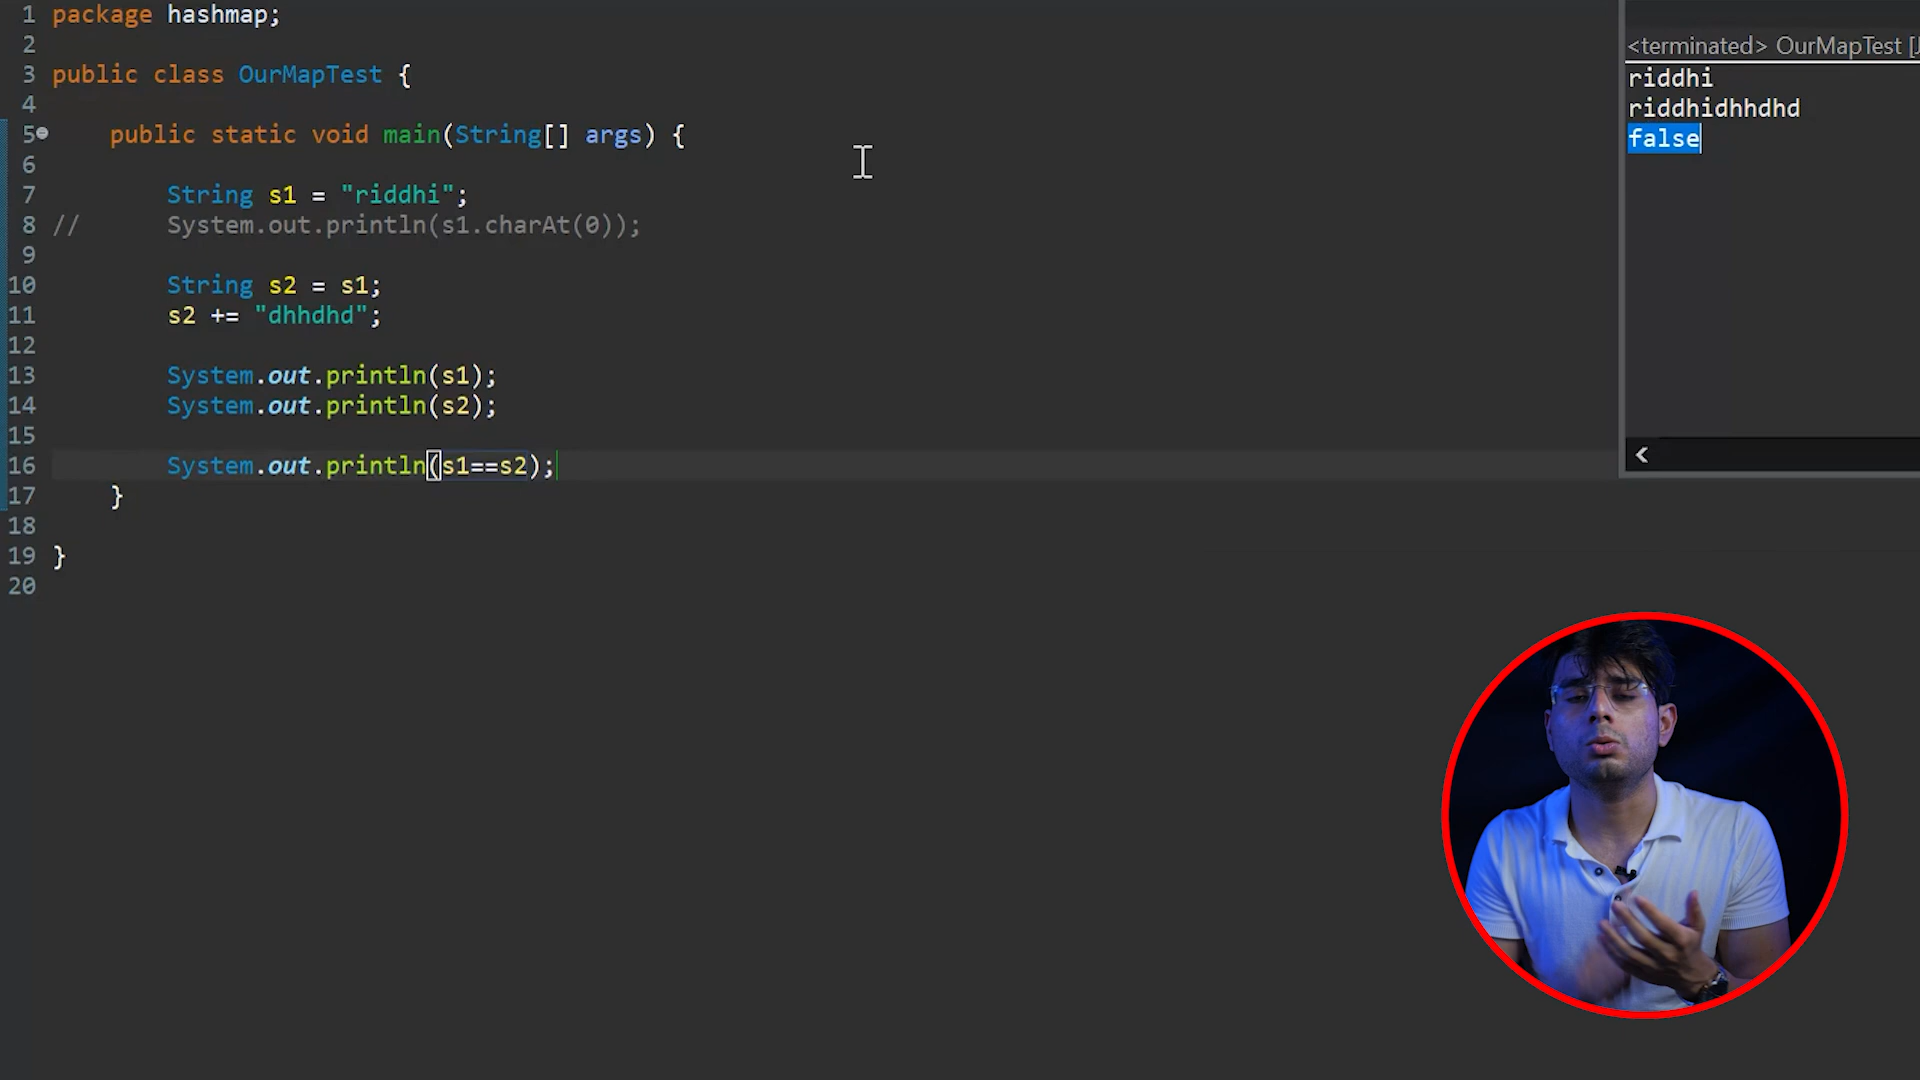 1 package hashmap;
2
3 public class OurMapTest {
4
5 public static void main(String[] args) {
6
7 String s1 = "riddhi";
8 // System.out.println(s1.charAt(0));
9
10 String s2 = s1;
11 s2 += "dhhdhd";
12
13 System.out.println(s1);
14 System.out.println(s2);
15
16 System.out.println(s1==s2);
17 }
18
19 }
20
<terminated> OurMapTest [J
riddhi
riddhidhhdhd
false